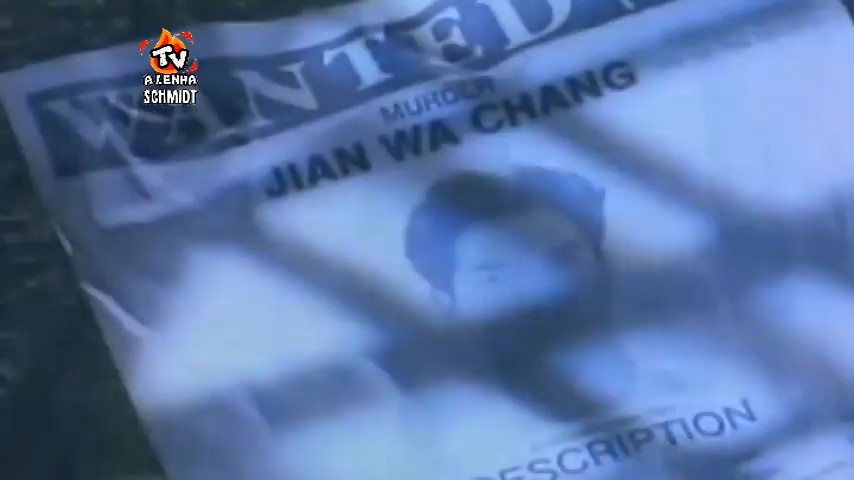 TV
A LENHA
SCHMIDT
WANTED
MURDER
JIAN WA CHANG
DESCRIPTION